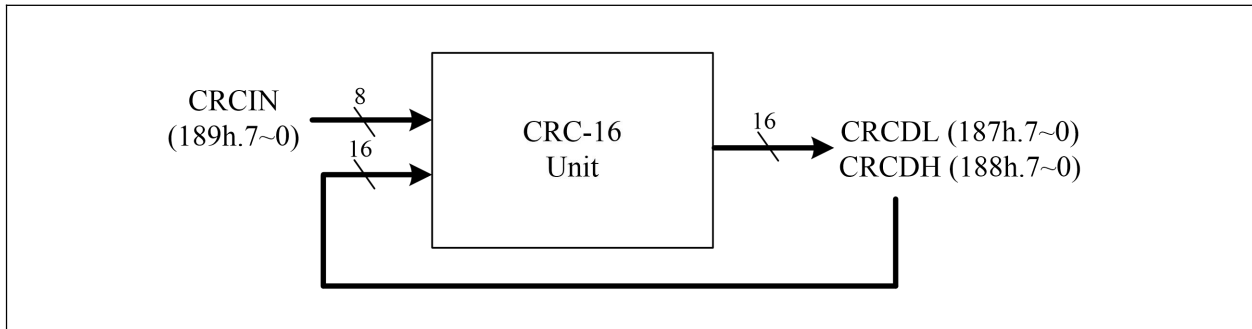 CRCIN
(189h.7~0)
8
16
CRC-16
Unit
16
CRCDL (187h.7~0)
CRCDH (188h.7~0)